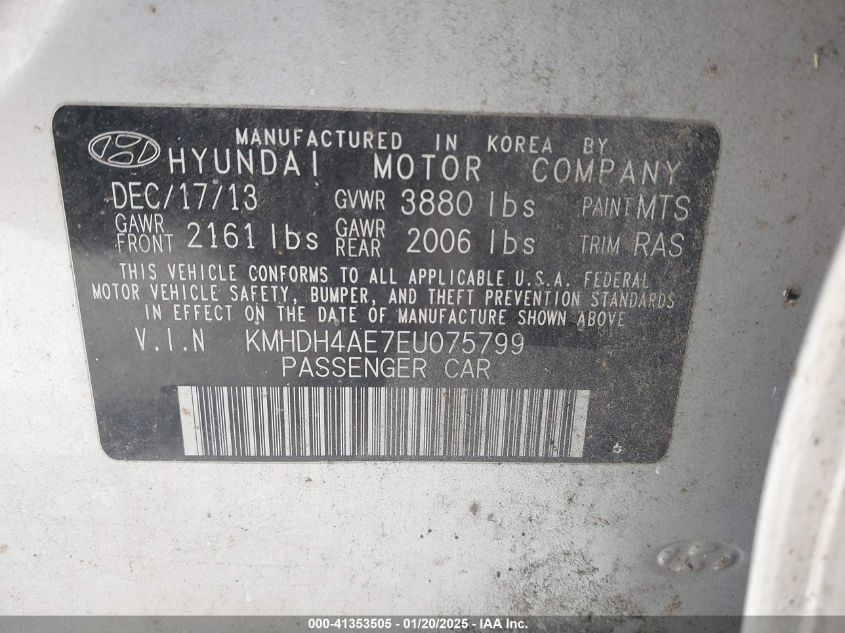 MANUFACTURED IN KOREA BY
HYUNDAI MOTOR COMPANY
DEC/17/13 GVWR 3880 lbs PAINT MTS
GAWR FRONT 2161 lbs GAWR REAR 2006 lbs TRIM RAS
THIS VEHICLE CONFORMS TO ALL APPLICABLE U.S.A. FEDERAL
MOTOR VEHICLE SAFETY, BUMPER, AND THEFT PREVENTION STANDARDS
IN EFFECT ON THE DATE OF MANUFACTURE SHOWN ABOVE.
V.I.N KMHDH4AE7EU075799
PASSENGER CAR
000-41353505 - 01/20/2025 - IAA Inc.